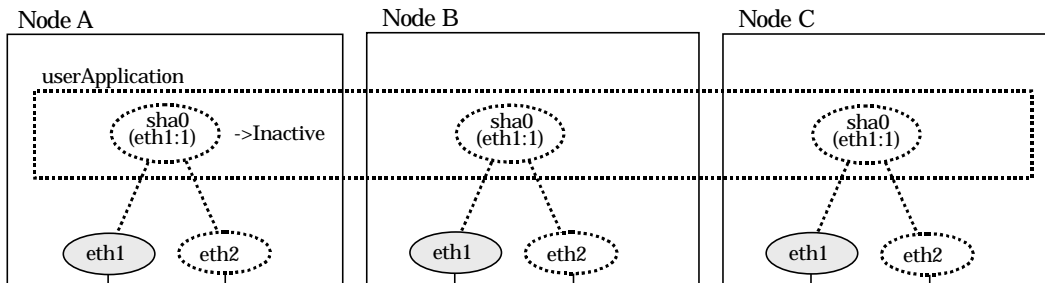 Node A
Node B
Node C
userApplication
sha0
(eth1:1)
->Inactive
sha0
(eth1:1)
sha0
(eth1:1)
eth1
eth2
eth1
eth2
eth1
eth2